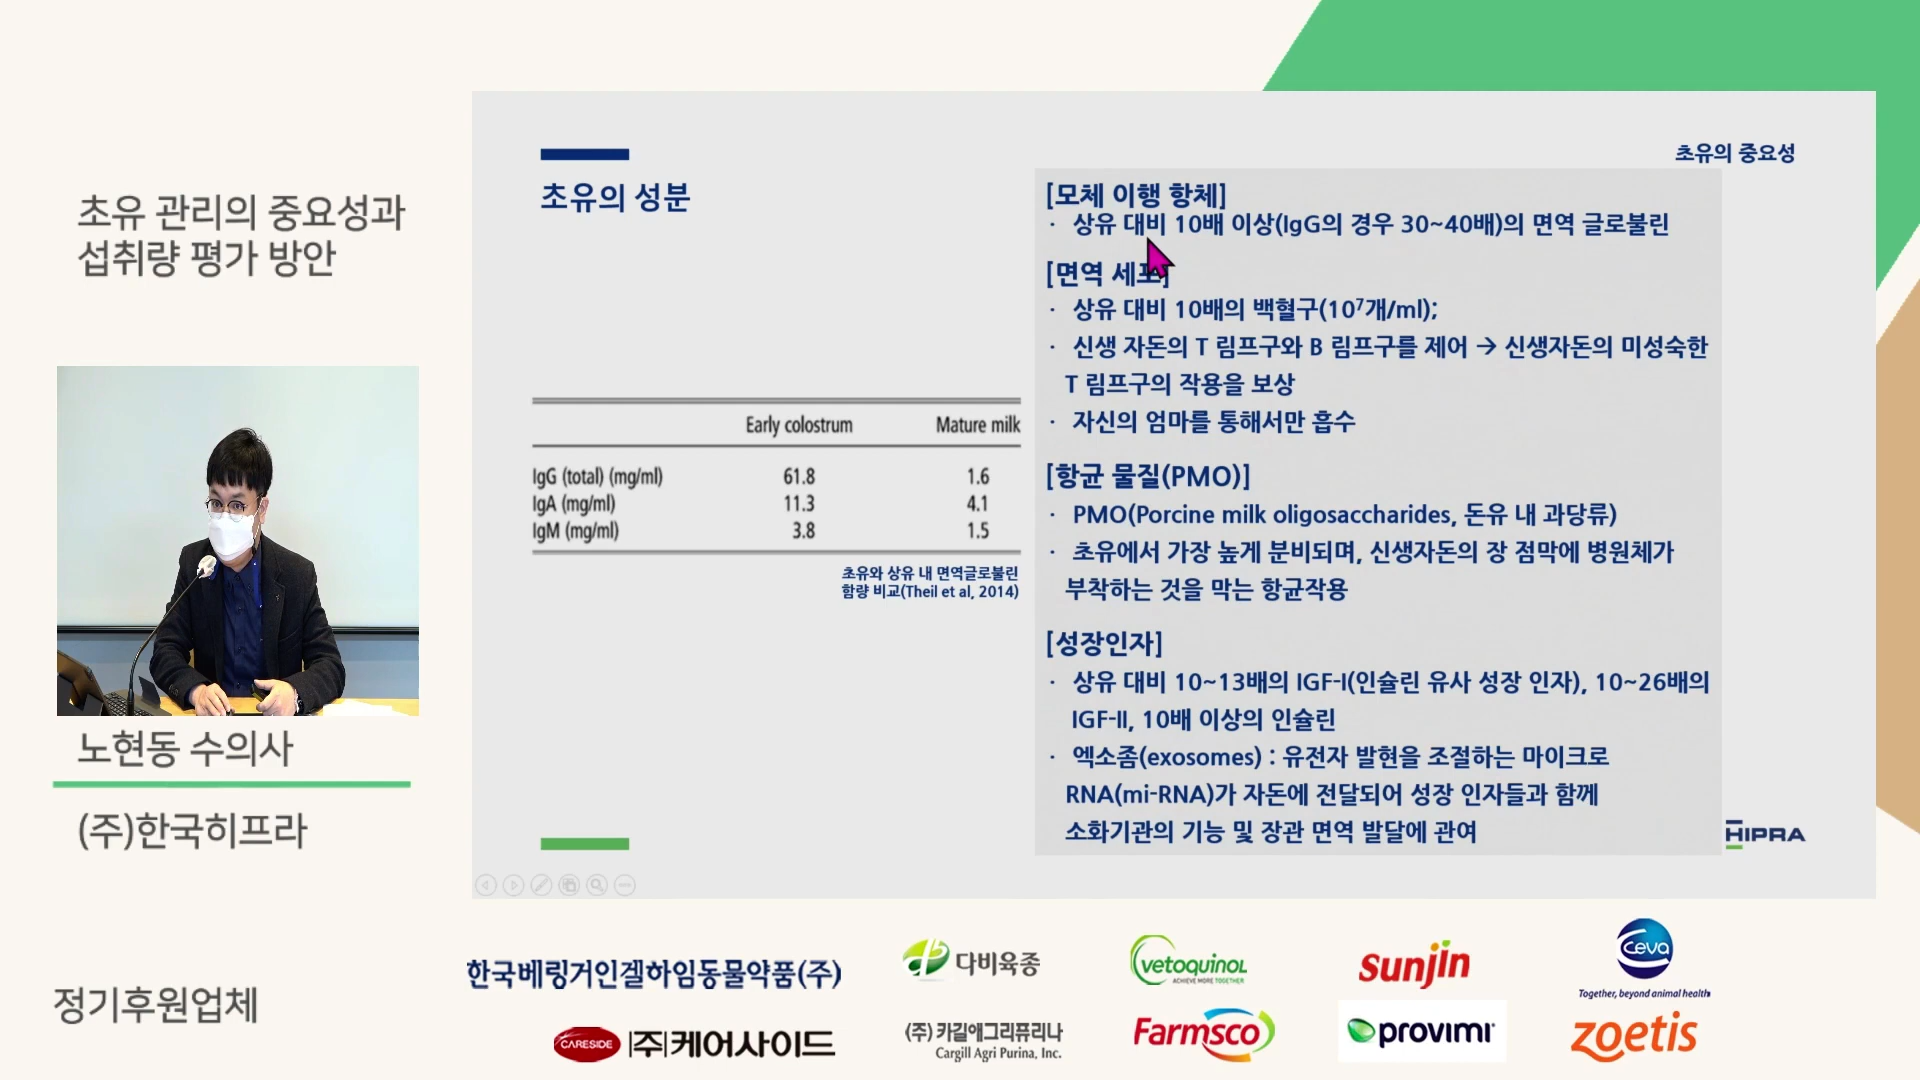 초유 관리의 중요성과
섭취량 평가 방안
노현동 수의사
(주)한국히프라
초유의 중요성
초유의 성분
Early colostrum Mature milk
IgG (total) (mg/ml) 61.8 1.6
IgA (mg/ml) 11.3 4.1
IgM (mg/ml) 3.8 1.5
초유와 상유 내 면역글로불린
함량 비교(Theil et al, 2014)
[모체 이행 항체]
· 상유 대비 10배 이상(IgG의 경우 30~40배)의 면역 글로불린
[면역 세포]
· 상유 대비 10배의 백혈구(10⁷개/ml);
· 신생 자돈의 T 림프구와 B 림프구를 제어 → 신생자돈의 미성숙한
T 림프구의 작용을 보상
· 자신의 엄마를 통해서만 흡수
[항균 물질(PMO)]
· PMO(Porcine milk oligosaccharides, 돈유 내 과당류)
· 초유에서 가장 높게 분비되며, 신생자돈의 장 점막에 병원체가
부착하는 것을 막는 항균작용
[성장인자]
· 상유 대비 10~13배의 IGF-I(인슐린 유사 성장 인자), 10~26배의
IGF-II, 10배 이상의 인슐린
· 엑소좀(exosomes) : 유전자 발현을 조절하는 마이크로
RNA(mi-RNA)가 자돈에 전달되어 성장 인자들과 함께
소화기관의 기능 및 장관 면역 발달에 관여
HIPRA
정기후원업체
한국베링거인겔하임동물약품(주)
다비육종
vetoquinol
ACHIEVE MORE TOGETHER
Sunjin
Ceva
Together, beyond animal health
CARESIDE (주)케어사이드
(주) 카길애그리퓨리나
Cargill Agri Purina, Inc.
Farmsco
provimi
zoetis